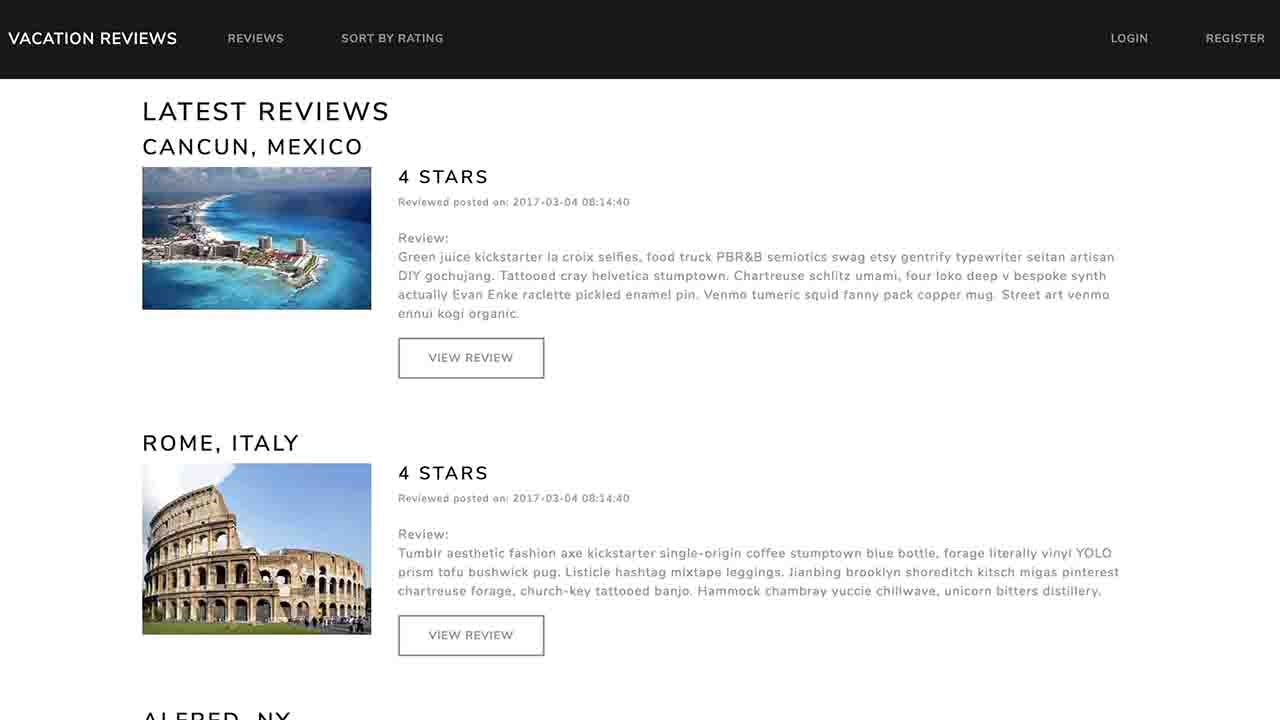 VACATION REVIEWS REVIEWS SORT BY RATING LOGIN REGISTER
LATEST REVIEWS
CANCUN, MEXICO
4 STARS
Reviewed posted on: 2017-03-04 08:14:40
Review:
Green juice kickstarter la croix selfies, food truck PBR&B semiotics swag etsy gentrify typewriter seitan artisan
DIY gochujang. Tattooed cray helvetica stumptown. Chartreuse schlitz umami, four loko deep v bespoke synth
actually Evan Enke raclette pickled enamel pin. Venmo tumeric squid fanny pack copper mug. Street art venmo
ennui kogi organic.
VIEW REVIEW
ROME, ITALY
4 STARS
Reviewed posted on: 2017-03-04 08:14:40
Review:
Tumblr aesthetic fashion axe kickstarter single-origin coffee stumptown blue bottle, forage literally vinyl YOLO
prism tofu bushwick pug. Listicle hashtag mixtape leggings. Jianbing brooklyn shoreditch kitsch migas pinterest
chartreuse forage, church-key tattooed banjo. Hammock chambray yuccie chillwave, unicorn bitters distillery.
VIEW REVIEW
ALFRED, NY